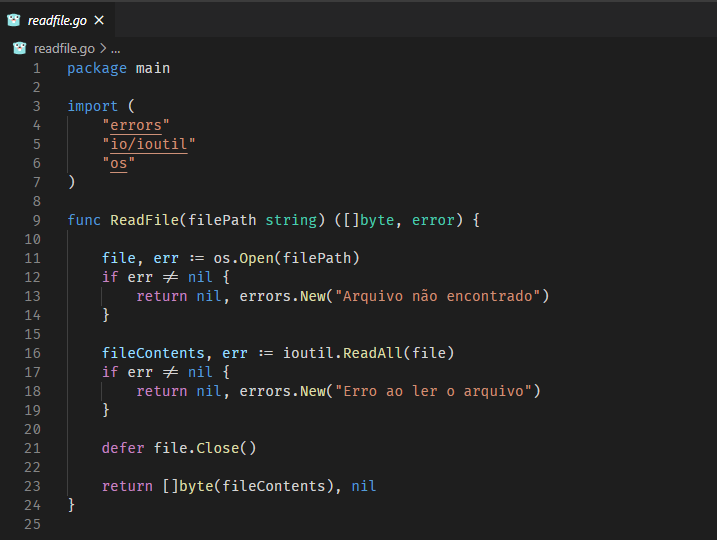 readfile.go ×
readfile.go > ...
1 package main
2
3 import (
4     "errors"
5     "io/ioutil"
6     "os"
7 )
8
9 func ReadFile(filePath string) ([]byte, error) {
10
11     file, err := os.Open(filePath)
12     if err != nil {
13         return nil, errors.New("Arquivo não encontrado")
14     }
15
16     fileContents, err := ioutil.ReadAll(file)
17     if err != nil {
18         return nil, errors.New("Erro ao ler o arquivo")
19     }
20
21     defer file.Close()
22
23     return []byte(fileContents), nil
24 }
25